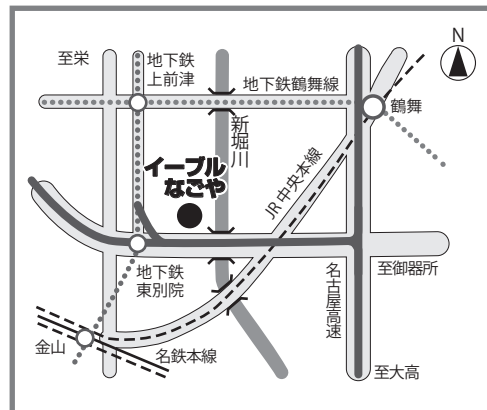 N
至栄
地下鉄
上前津
地下鉄鶴舞線
鶴舞
新堀川
イーブル
なごや
JR中央本線
地下鉄
東別院
名古屋高速
至御器所
金山
名鉄本線
至大高